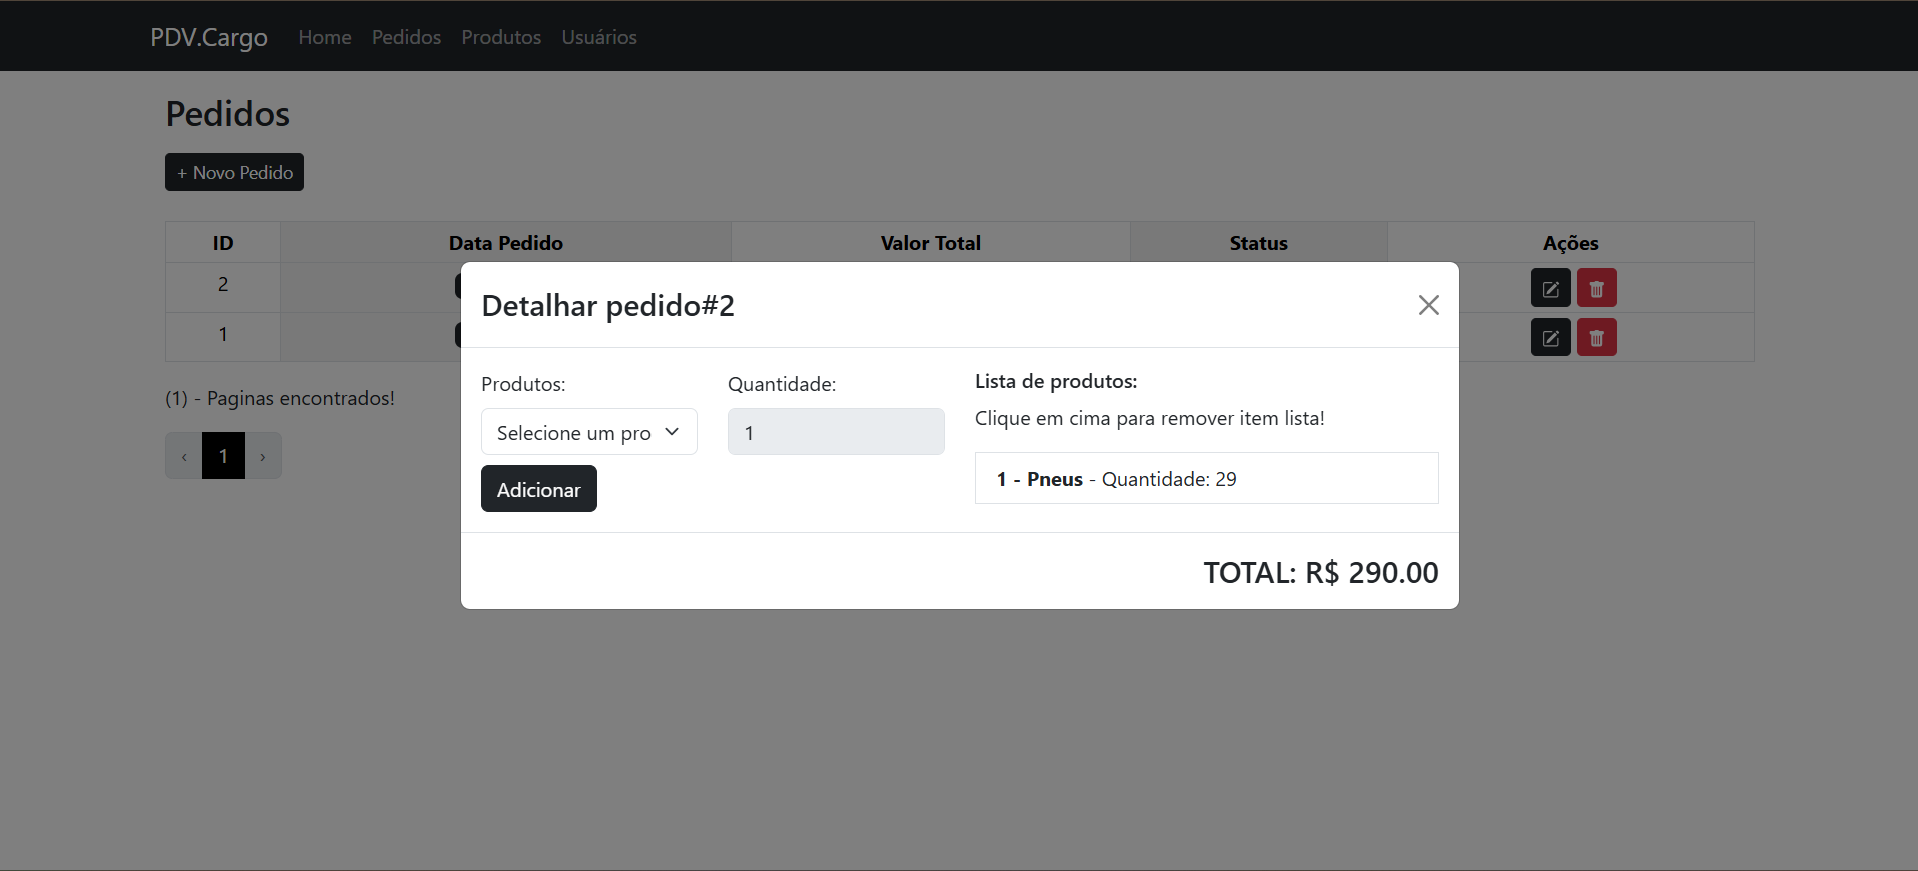 PDV.Cargo Home Pedidos Produtos Usuários
Pedidos
+ Novo Pedido
ID Data Pedido Valor Total Status Ações
2
1
(1) - Paginas encontrados!
‹ 1 ›
Detalhar pedido#2
Produtos:
Selecione um pro
Quantidade:
1
Adicionar
Lista de produtos:
Clique em cima para remover item lista!
1 - Pneus - Quantidade: 29
TOTAL: R$ 290.00